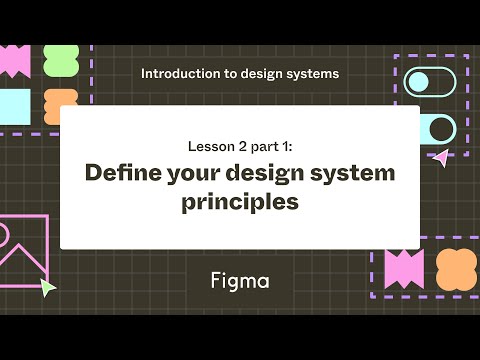 Introduction to design systems
Lesson 2 part 1:
Define your design system
principles
Figma